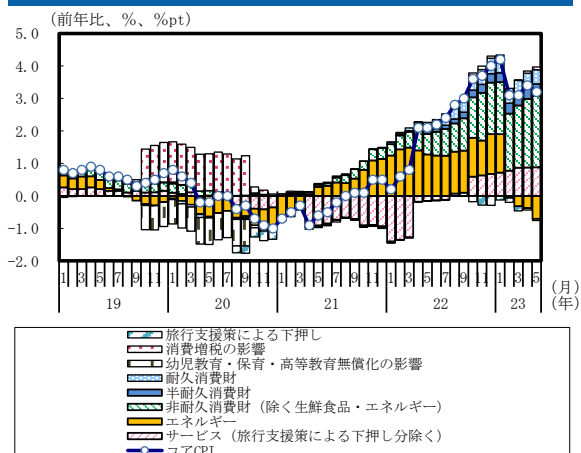 (前年比、%、%pt)
5.0
4.0
3.0
2.0
1.0
0.0
-1.0
-2.0
1 3 5 7 9 11 1 3 5 7 9 11 1 3 5 7 9 11 1 3 5 7 9 11 1 3 5
(月)
19 20 21 22 23
(年)
旅行支援策による下押し
消費増税の影響
幼児教育・保育・高等教育無償化の影響
耐久消費財
半耐久消費財
非耐久消費財(除く生鮮食品・エネルギー)
エネルギー
サービス(旅行支援策による下押し分除く)
コアCPI